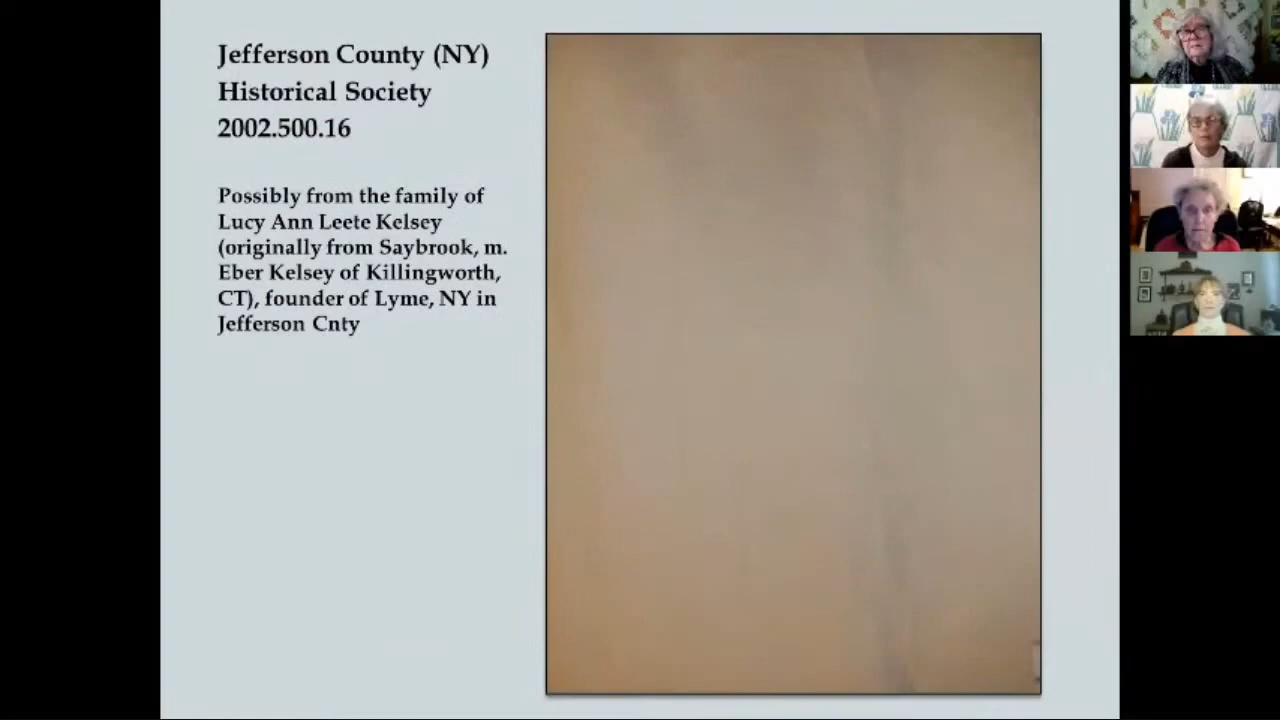 Jefferson County (NY)
Historical Society
2002.500.16
Possibly from the family of
Lucy Ann Leete Kelsey
(originally from Saybrook, m.
Eber Kelsey of Killingworth,
CT), founder of Lyme, NY in
Jefferson Cnty